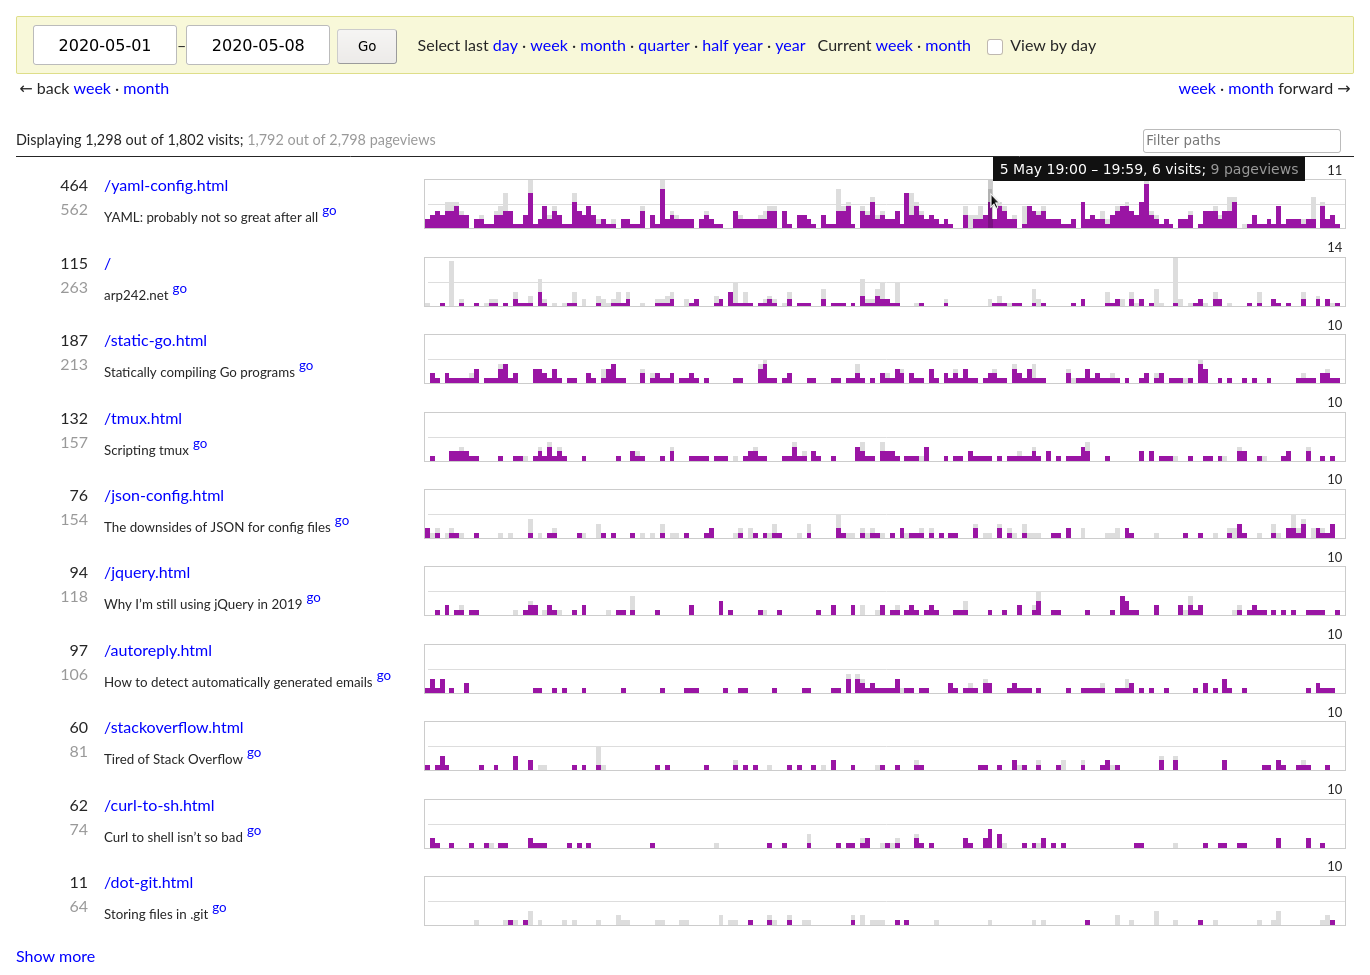 2020-05-01 – 2020-05-08 Go Select last day · week · month · quarter · half year · year Current week · month View by day
← back week · month week · month forward →
Displaying 1,298 out of 1,802 visits; 1,792 out of 2,798 pageviews Filter paths
5 May 19:00 – 19:59, 6 visits; 9 pageviews 11
464 /yaml-config.html
562 YAML: probably not so great after all go
14
115 /
263 arp242.net go
10
187 /static-go.html
213 Statically compiling Go programs go
10
132 /tmux.html
157 Scripting tmux go
10
76 /json-config.html
154 The downsides of JSON for config files go
10
94 /jquery.html
118 Why I'm still using jQuery in 2019 go
10
97 /autoreply.html
106 How to detect automatically generated emails go
10
60 /stackoverflow.html
81 Tired of Stack Overflow go
10
62 /curl-to-sh.html
74 Curl to shell isn't so bad go
10
11 /dot-git.html
64 Storing files in .git go
Show more